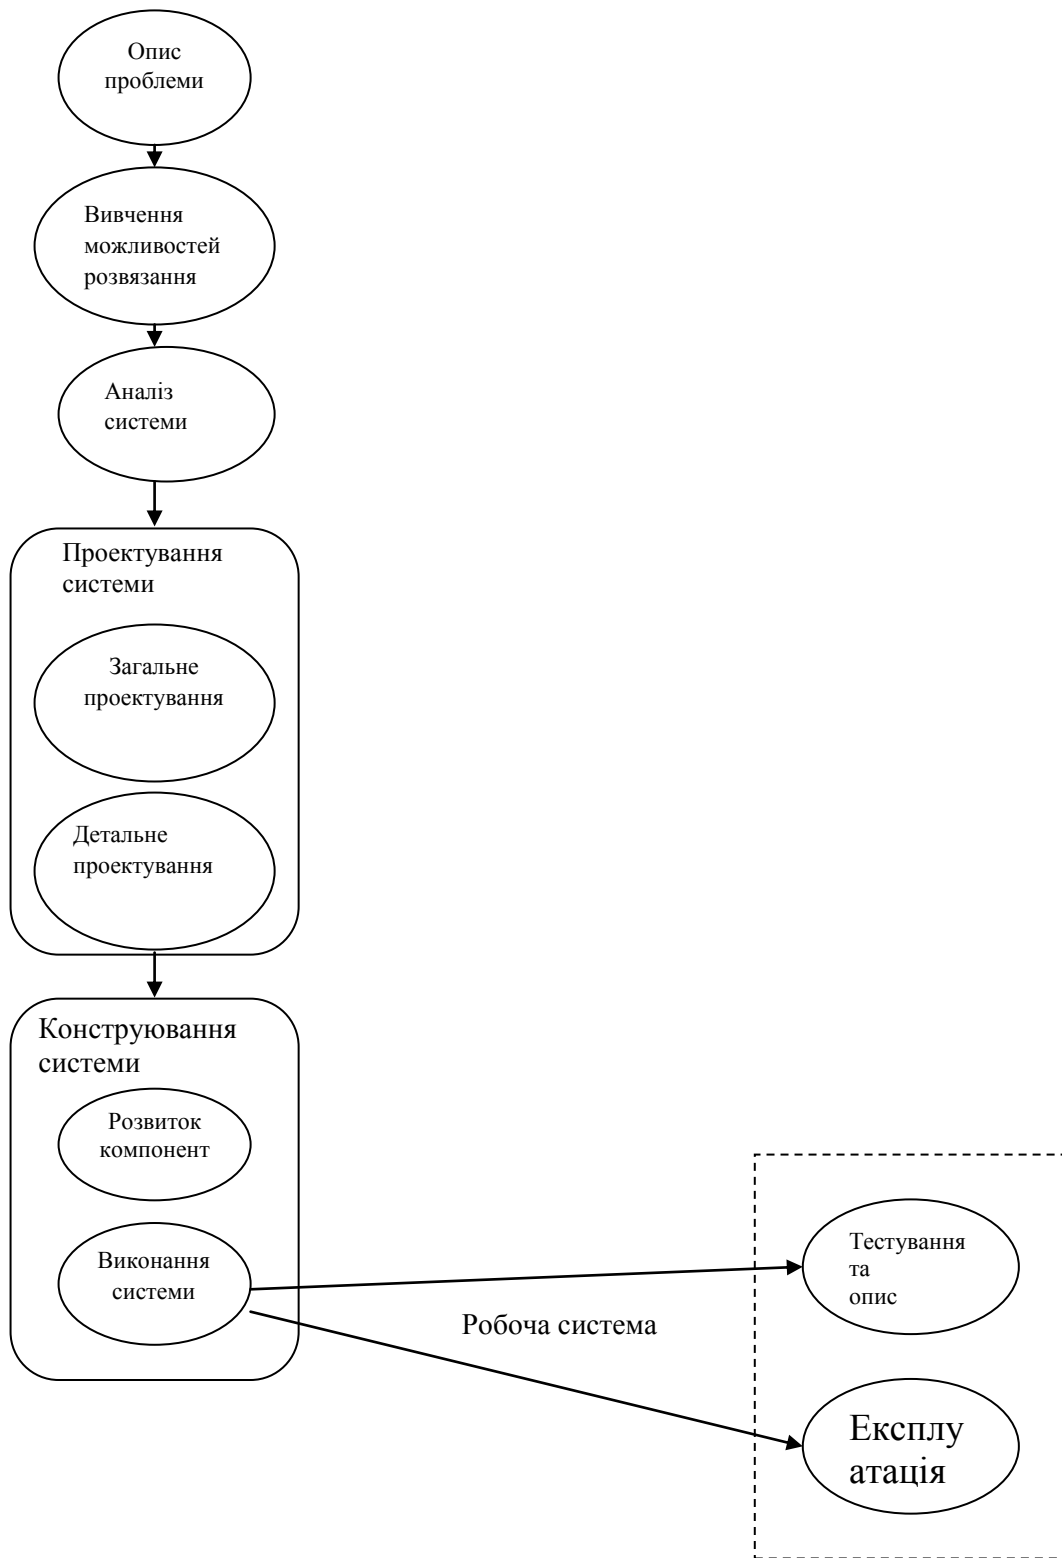 Опис
проблеми
Вивчення
можливостей
розвязання
Аналіз
системи
Проектування
системи
Загальне
проектування
Детальне
проектування
Конструювання
системи
Розвиток
компонент
Виконання
системи
Тестування
та
опис
Робоча система
Експлу
атація